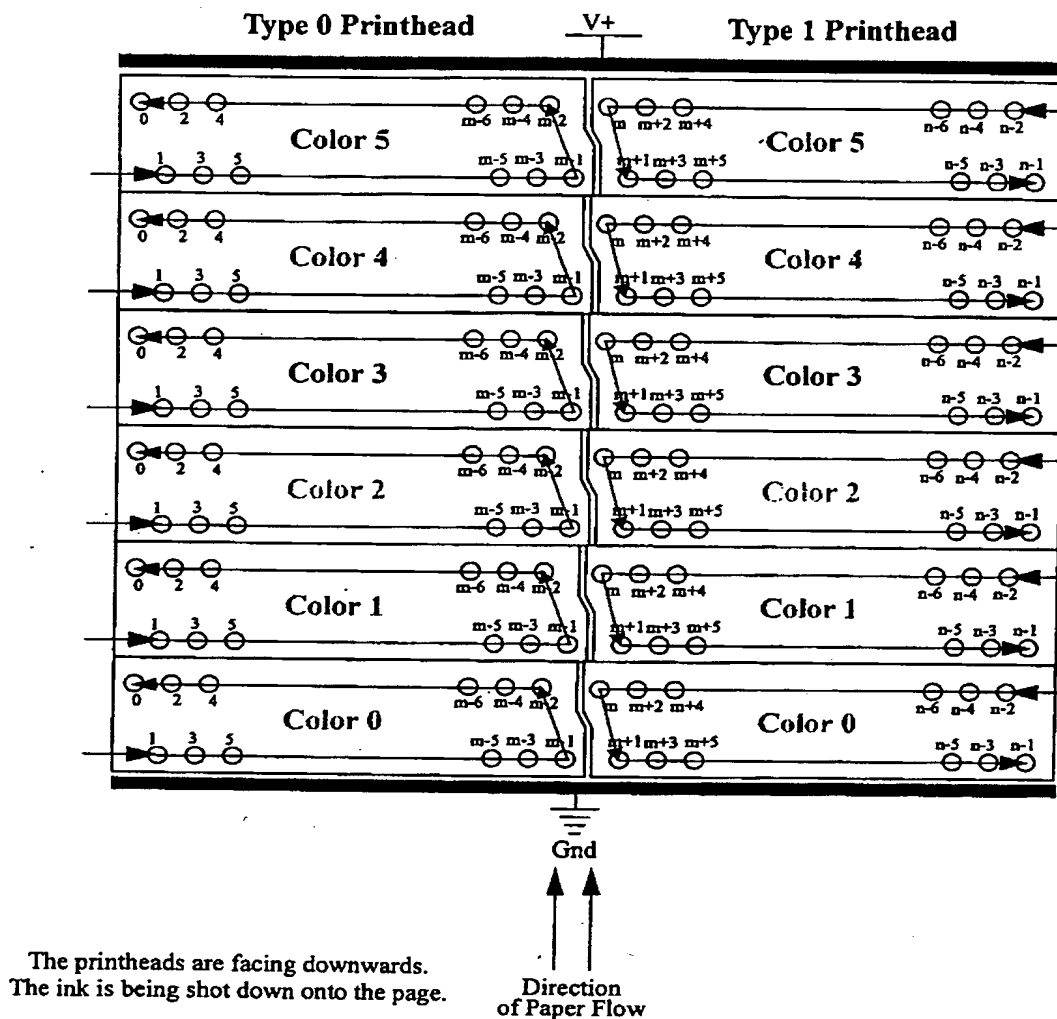 Type 0 Printhead V+ Type 1 Printhead
0 2 4 m-6 m-4 m-2 m m+2 m+4 n-6 n-4 n-2
Color 5 Color 5
1 3 5 m-5 m-3 m-1 m+1 m+3 m+5 n-5 n-3 n-1
0 2 4 m-6 m-4 m-2 m m+2 m+4 n-6 n-4 n-2
Color 4 Color 4
1 3 5 m-5 m-3 m-1 m+1 m+3 m+5 n-5 n-3 n-1
0 2 4 m-6 m-4 m-2 m m+2 m+4 n-6 n-4 n-2
Color 3 Color 3
1 3 5 m-5 m-3 m-1 m+1 m+3 m+5 n-5 n-3 n-1
0 2 4 m-6 m-4 m-2 m m+2 m+4 n-6 n-4 n-2
Color 2 Color 2
1 3 5 m-5 m-3 m-1 m+1 m+3 m+5 n-5 n-3 n-1
0 2 4 m-6 m-4 m-2 m m+2 m+4 n-6 n-4 n-2
Color 1 Color 1
1 3 5 m-5 m-3 m-1 m+1 m+3 m+5 n-5 n-3 n-1
0 2 4 m-6 m-4 m-2 m m+2 m+4 n-6 n-4 n-2
Color 0 Color 0
1 3 5 m-5 m-3 m-1 m+1 m+3 m+5 n-5 n-3 n-1
Gnd
The printheads are facing downwards.
The ink is being shot down onto the page.
Direction
of Paper Flow